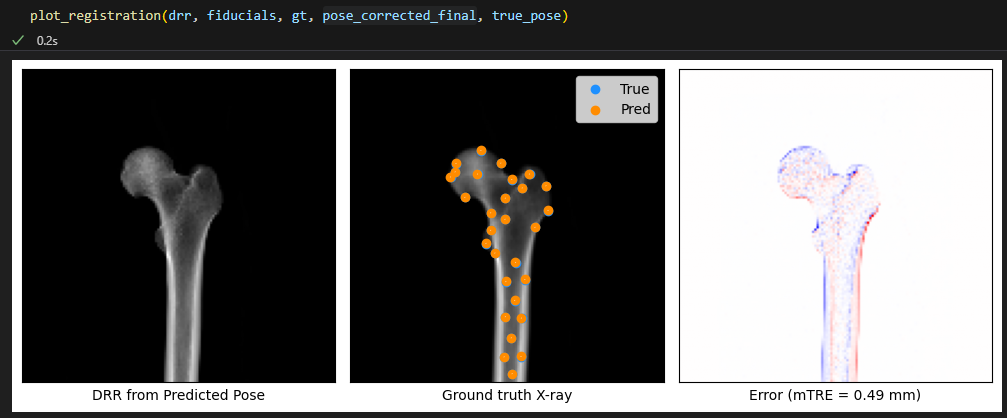 plot_registration(drr, fiducials, gt, pose_corrected_final, true_pose)
✓ 0.2s
True
Pred
DRR from Predicted Pose
Ground truth X-ray
Error (mTRE = 0.49 mm)